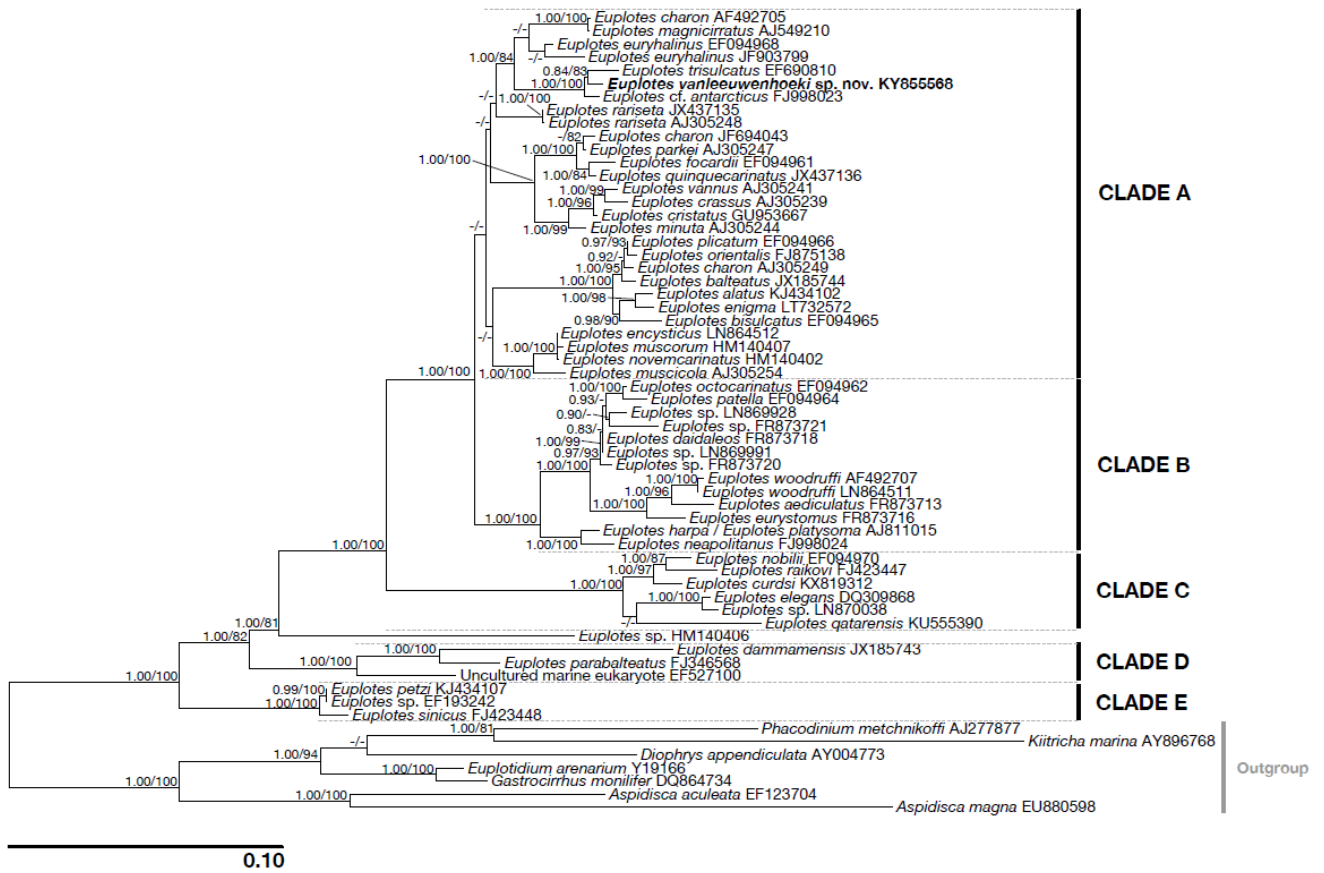 1.00/100
Euplotes charon AF492705
-/-
Euplotes magnicirratus AJ549210
1.00/84
Euplotes euryhalinus EF094968
-/-
Euplotes euryhalinus JF903799
0.84/83
Euplotes trisulcatus EF690810
1.00/100
Euplotes vanleeuwenhoeki sp. nov. KY855568
-/-
1.00/100
Euplotes cf. antarcticus FJ998023
Euplotes rariseta JX437135
-/-
Euplotes rariseta AJ305248
-/82
Euplotes charon JF694043
1.00/100
Euplotes parkei AJ305247
1.00/100
Euplotes focardii EF094961
1.00/84
Euplotes quinquecarinatus JX437136
1.00/99
Euplotes vannus AJ305241
1.00/96
Euplotes crassus AJ305239
CLADE A
Euplotes cristatus GU953667
-/-
1.00/99
Euplotes minuta AJ305244
0.97/93
Euplotes plicatum EF094966
0.92/-
Euplotes orientalis FJ875138
1.00/95
Euplotes charon AJ305249
1.00/100
Euplotes balteatus JX185744
1.00/98
Euplotes alatus KJ434102
Euplotes enigma LT732572
0.98/90
Euplotes bisulcatus EF094965
-/-
Euplotes encysticus LN864512
1.00/100
Euplotes muscorum HM140407
Euplotes novemcarinatus HM140402
1.00/100
1.00/100
Euplotes muscicola AJ305254
1.00/100
Euplotes octocarinatus EF094962
0.93/-
Euplotes patella EF094964
0.90/-
Euplotes sp. LN869928
0.83/-
Euplotes sp. FR873721
1.00/99
Euplotes daidaleos FR873718
0.97/93
Euplotes sp. LN869991
1.00/100
Euplotes sp. FR873720
CLADE B
1.00/100
Euplotes woodruffi AF492707
1.00/96
Euplotes woodruffi LN864511
1.00/100
Euplotes aediculatus FR873713
1.00/100
Euplotes eurystomus FR873716
Euplotes harpa / Euplotes platysoma AJ811015
1.00/100
1.00/100
Euplotes neapolitanus FJ998024
1.00/87
Euplotes nobilii EF094970
1.00/97
Euplotes raikovi FJ423447
1.00/100
Euplotes curdsi KX819312
CLADE C
1.00/100
Euplotes elegans DQ309868
Euplotes sp. LN870038
-/-
Euplotes qatarensis KU555390
1.00/81
1.00/82
Euplotes sp. HM140406
1.00/100
Euplotes dammamensis JX185743
1.00/100
Euplotes parabalteatus FJ346568
CLADE D
1.00/100
Uncultured marine eukaryote EF527100
0.99/100
Euplotes petzi KJ434107
1.00/100
Euplotes sp. EF193242
CLADE E
Euplotes sinicus FJ423448
1.00/81
Phacodinium metchnikoffi AJ277877
-/-
Kiitricha marina AY896768
1.00/94
Diophrys appendiculata AY004773
1.00/100
Euplotidium arenarium Y19166
Outgroup
1.00/100
Gastrocirrhus monilifer DQ864734
1.00/100
Aspidisca aculeata EF123704
Aspidisca magna EU880598
0.10